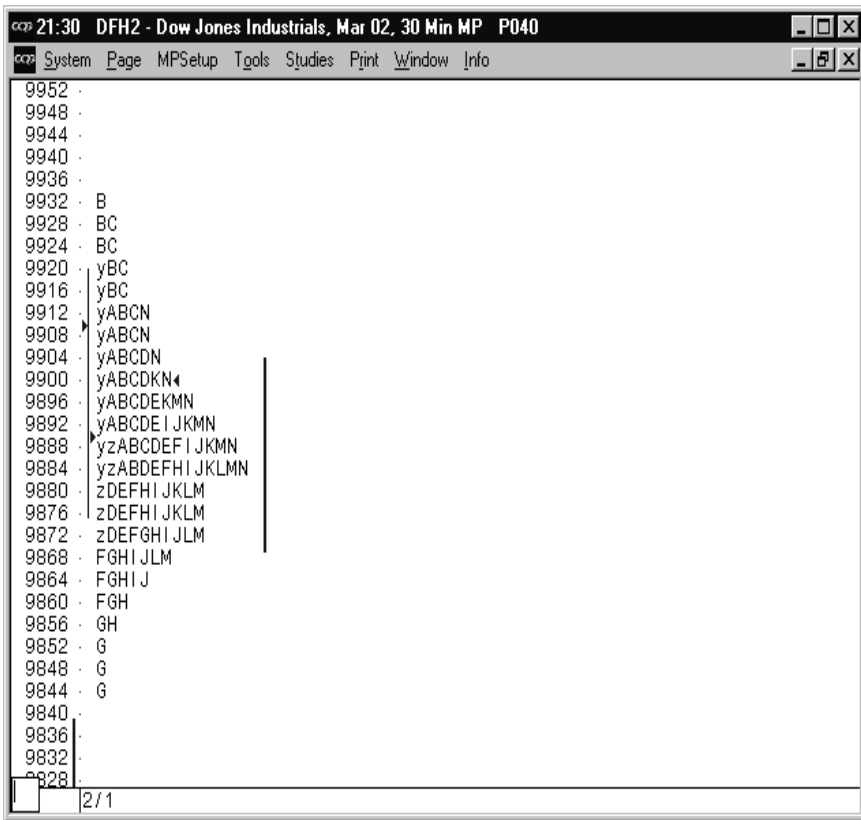 CQG 21:30 DFH2 - Dow Jones Industrials, Mar 02, 30 Min MP P040
CQG System Page MPSetup Tools Studies Print Window Info
9952
9948
9944
9940
9936
9932 B
9928 BC
9924 BC
9920 yBC
9916 yBC
9912 yABCN
9908 yABCN
9904 yABCDN
9900 yABCDKN
9896 yABCDEKMN
9892 yABCDEIJKMN
9888 yzABCDEFIJKMN
9884 yzABDEFHIJKLMN
9880 zDEFHIJKLM
9876 zDEFHIJKLM
9872 zDEFGHIJLM
9868 FGHIJLM
9864 FGHIJ
9860 FGH
9856 GH
9852 G
9848 G
9844 G
9840
9836
9832
9828
2/1